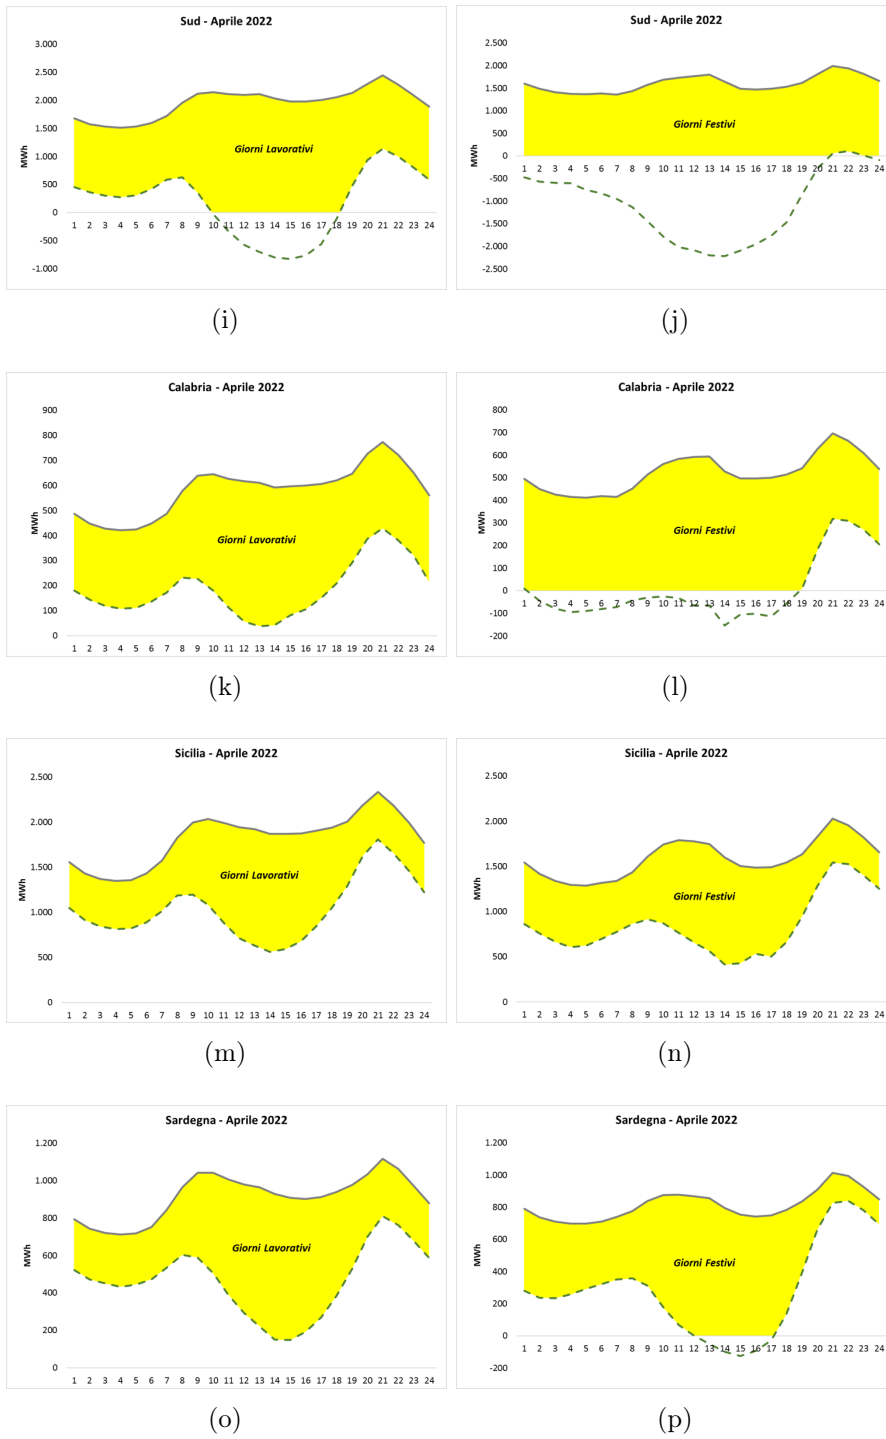 Sud - Aprile 2022
3.000
2.500
2.000
1.500
1.000
500
0
-500
-1.000
MWh
Giorni Lavorativi
1 2 3 4 5 6 7 8 9 10 11 12 13 14 15 16 17 18 19 20 21 22 23 24
(i)
Sud - Aprile 2022
2.500
2.000
1.500
1.000
500
0
-500
-1.000
-1.500
-2.000
-2.500
MWh
Giorni Festivi
1 2 3 4 5 6 7 8 9 10 11 12 13 14 15 16 17 18 19 20 21 22 23 24
(j)
Calabria - Aprile 2022
900
800
700
600
500
400
300
200
100
0
MWh
Giorni Lavorativi
1 2 3 4 5 6 7 8 9 10 11 12 13 14 15 16 17 18 19 20 21 22 23 24
(k)
Calabria - Aprile 2022
800
700
600
500
400
300
200
100
0
-100
-200
MWh
Giorni Festivi
1 2 3 4 5 6 7 8 9 10 11 12 13 14 15 16 17 18 19 20 21 22 23 24
(l)
Sicilia - Aprile 2022
2.500
2.000
1.500
1.000
500
0
MWh
Giorni Lavorativi
1 2 3 4 5 6 7 8 9 10 11 12 13 14 15 16 17 18 19 20 21 22 23 24
(m)
Sicilia - Aprile 2022
2.500
2.000
1.500
1.000
500
0
MWh
Giorni Festivi
1 2 3 4 5 6 7 8 9 10 11 12 13 14 15 16 17 18 19 20 21 22 23 24
(n)
Sardegna - Aprile 2022
1.200
1.000
800
600
400
200
0
MWh
Giorni Lavorativi
1 2 3 4 5 6 7 8 9 10 11 12 13 14 15 16 17 18 19 20 21 22 23 24
(o)
Sardegna - Aprile 2022
1.200
1.000
800
600
400
200
0
-200
MWh
Giorni Festivi
1 2 3 4 5 6 7 8 9 10 11 12 13 14 15 16 17 18 19 20 21 22 23 24
(p)